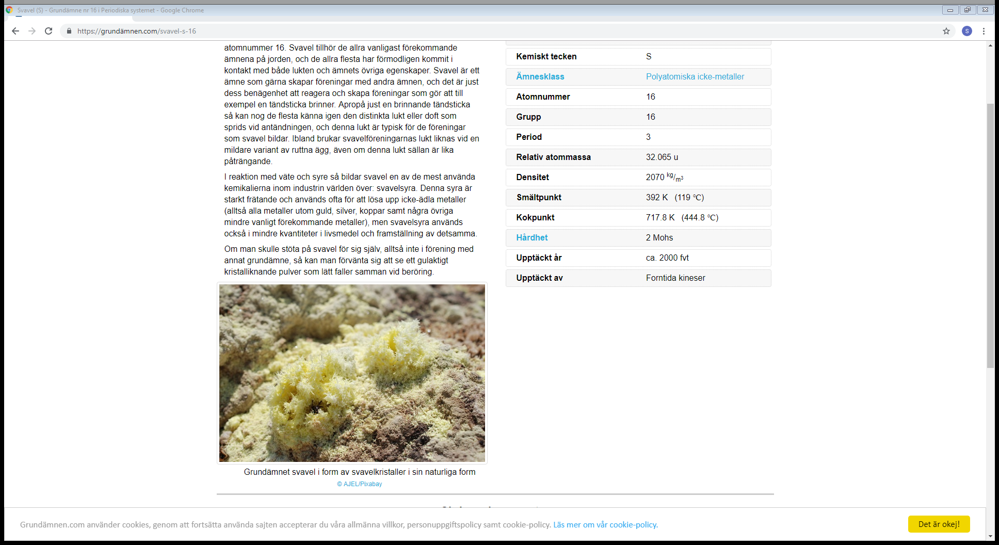 Svavel (S) - Grundämne nr 16 i Periodiska systemet - Google Chrome
https://grundämnen.com/svavel-s-16
S
atomnummer 16. Svavel tillhör de allra vanligast förekommande
ämnena på jorden, och de allra flesta har förmodligen kommit i
kontakt med både lukten och ämnets övriga egenskaper. Svavel är ett
ämne som gärna skapar föreningar med andra ämnen, och det är just
dess benägenhet att reagera och skapa föreningar som gör att till
exempel en tändsticka brinner. Apropå just en brinnande tändsticka
så kan nog de flesta känna igen den distinkta lukt eller doft som
sprids vid antändningen, och denna lukt är typisk för de föreningar
som svavel bildar. Ibland brukar svavelföreningarnas lukt liknas vid en
mildare variant av ruttna ägg, även om denna lukt sällan är lika
påträngande.
I reaktion med väte och syre så bildar svavel en av de mest använda
kemikalierna inom industrin världen över: svavelsyra. Denna syra är
starkt frätande och används ofta för att lösa upp icke-ädla metaller
(alltså alla metaller utom guld, silver, koppar samt några övriga
mindre vanligt förekommande metaller), men svavelsyra används
också i mindre kvantiteter i livsmedel och framställning av detsamma.
Om man skulle stöta på svavel för sig själv, alltså inte i förening med
annat grundämne, så kan man förvänta sig att se ett gulaktigt
kristalliknande pulver som lätt faller samman vid beröring.
Grundämnet svavel i form av svavelkristaller i sin naturliga form
© AJEL/Pixabay
Kemiskt tecken S
Ämnesklass Polyatomiska icke-metaller
Atomnummer 16
Grupp 16
Period 3
Relativ atommassa 32.065 u
Densitet 2070 kg/m³
Smältpunkt 392 K (119 °C)
Kokpunkt 717.8 K (444.8 °C)
Hårdhet 2 Mohs
Upptäckt år ca. 2000 fvt
Upptäckt av Forntida kineser
Grundämnen.com använder cookies, genom att fortsätta använda sajten accepterar du våra allmänna villkor, personuppgiftspolicy samt cookie-policy. Läs mer om vår cookie-policy.
Det är okej!